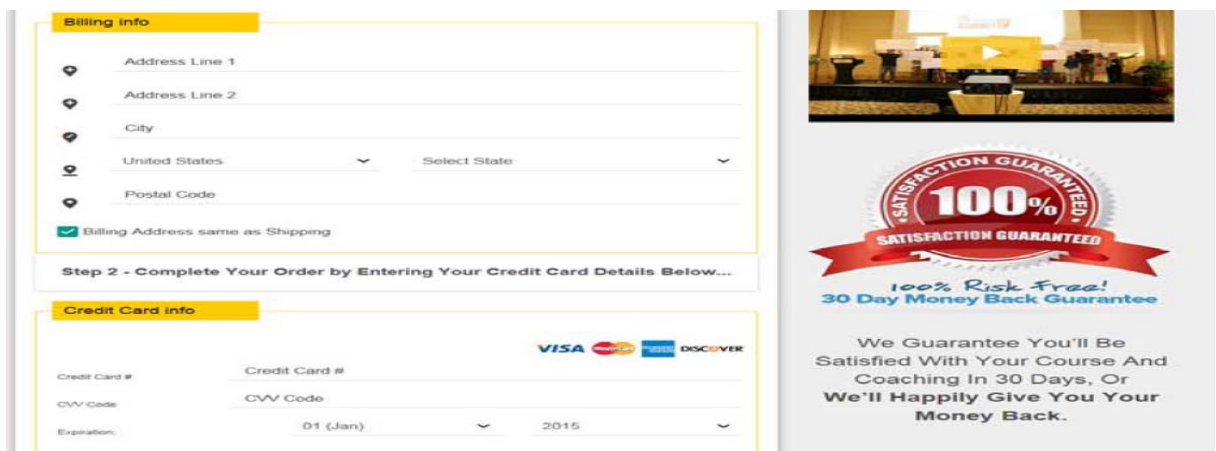 Billing info
Address Line 1
Address Line 2
City
United States Select State
Postal Code
Billing Address same as Shipping
Step 2 - Complete Your Order by Entering Your Credit Card Details Below...
Credit Card info
VISA MasterCard DISCOVER
Credit Card # Credit Card #
CVV Code CVV Code
Expiration: 01 (Jan) 2015
SATISFACTION GUARANTEED
100%
SATISFACTION GUARANTEED
100% Risk Free!
30 Day Money Back Guarantee
We Guarantee You'll Be
Satisfied With Your Course And
Coaching In 30 Days, Or
We'll Happily Give You Your
Money Back.